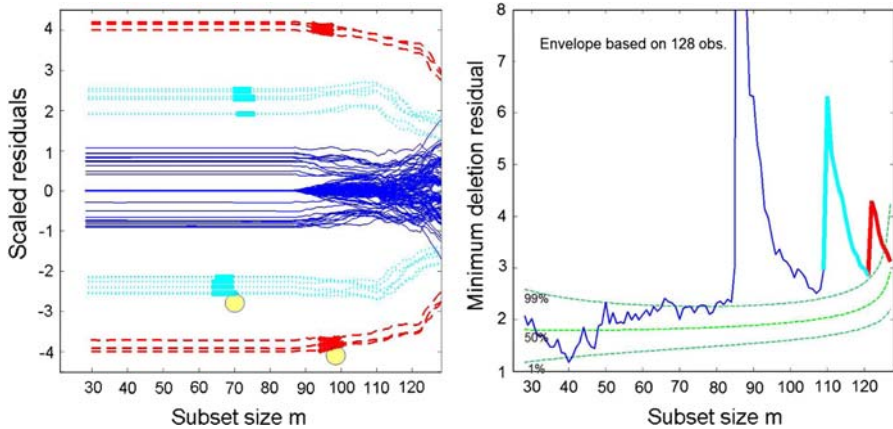 Scaled residuals
4
3
2
1
0
-1
-2
-3
-4
30 40 50 60 70 80 90 100 110 120
Subset size m
Minimum deletion residual
8
7
6
5
4
3
2
1
Envelope based on 128 obs.
99%
50%
1%
30 40 50 60 70 80 90 100 110 120
Subset size m